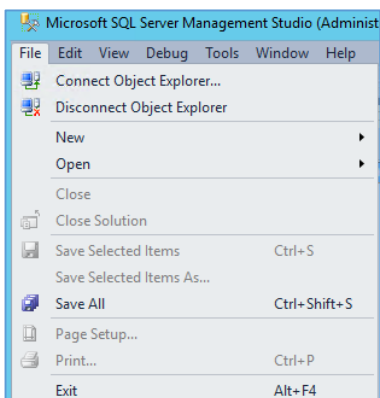 Microsoft SQL Server Management Studio (Administ
File Edit View Debug Tools Window Help
Connect Object Explorer...
Disconnect Object Explorer
New
Open
Close
Close Solution
Save Selected Items Ctrl+S
Save Selected Items As...
Save All Ctrl+Shift+S
Page Setup...
Print... Ctrl+P
Exit Alt+F4